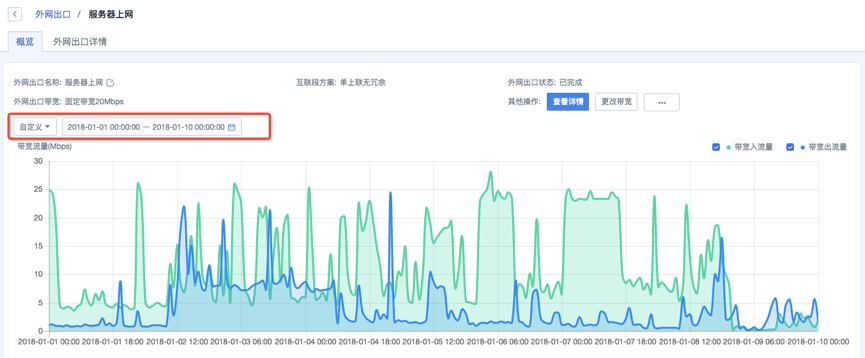 外网出口 / 服务器上网
概览 外网出口详情
外网出口名称: 服务器上网 互联段方案: 单上联无冗余 外网出口状态: 已完成
外网出口带宽: 固定带宽20Mbps 其他操作: 查看详情 更改带宽 ...
自定义 2018-01-01 00:00:00 — 2018-01-10 00:00:00
带宽流量(Mbps) 带宽入流量 带宽出流量
30
25
20
15
10
5
0
2018-01-01 00:00 2018-01-01 18:00 2018-01-02 12:00 2018-01-03 06:00 2018-01-04 00:00 2018-01-04 18:00 2018-01-05 12:00 2018-01-06 06:00 2018-01-07 00:00 2018-01-07 18:00 2018-01-08 12:00 2018-01-09 06:00 2018-01-10 00:00